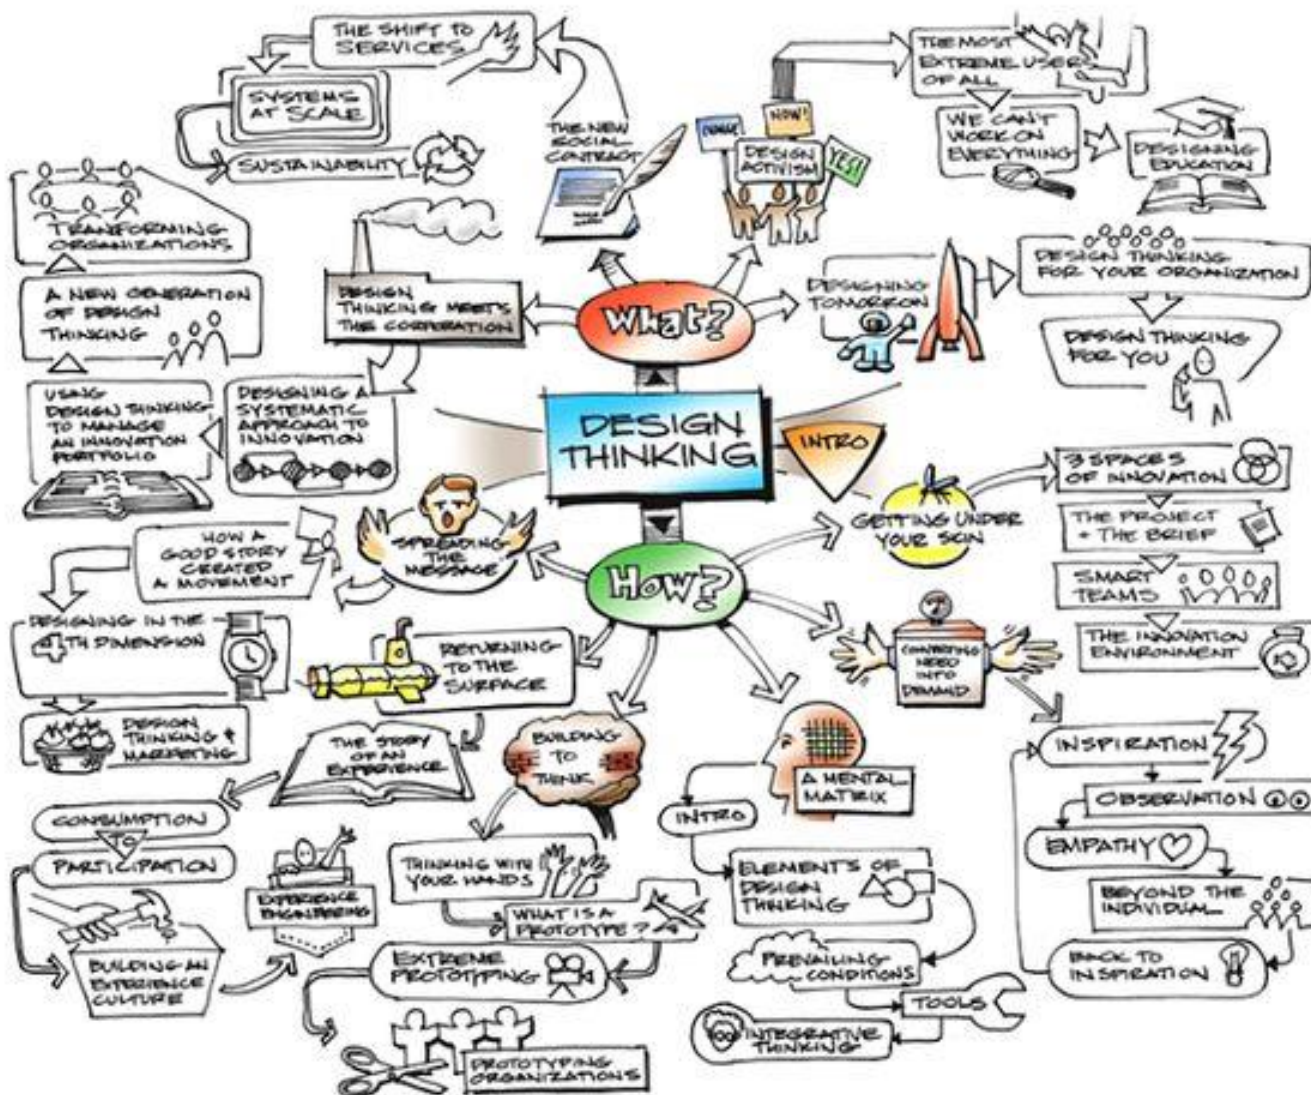 DESIGN
THINKING
INTRO
What?
THE NEW
SOCIAL
CONTRACT
THE SHIFT TO
SERVICES
SYSTEMS
AT SCALE
SUSTAINABILITY
DESIGN
ACTIVISM
NOW!
YES!
THE MOST
EXTREME USERS
OF ALL
WE CAN'T
WORK ON
EVERYTHING
DESIGNING
EDUCATION
DESIGNING
TOMORROW
DESIGN THINKING
FOR YOUR ORGANIZATION
DESIGN THINKING
FOR YOU
DESIGN
THINKING MEETS
THE CORPORATION
DESIGNING A
SYSTEMATIC
APPROACH TO
INNOVATION
USING
DESIGN THINKING
TO MANAGE
AN INNOVATION
PORTFOLIO
A NEW GENERATION
OF DESIGN
THINKING
TRANSFORMING
ORGANIZATIONS
How?
GETTING UNDER
YOUR SKIN
3 SPACES
OF INNOVATION
THE PROJECT
+ THE BRIEF
SMART
TEAMS
THE INNOVATION
ENVIRONMENT
CONVERTING
NEED
INTO
DEMAND
INSPIRATION
OBSERVATION
EMPATHY
BEYOND THE
INDIVIDUAL
BACK TO
INSPIRATION
A MENTAL
MATRIX
INTRO
ELEMENTS OF
DESIGN
THINKING
PREVAILING
CONDITIONS
TOOLS
INTEGRATIVE
THINKING
BUILDING
TO
THINK
THINKING WITH
YOUR HANDS
WHAT IS A
PROTOTYPE?
EXTREME
PROTOTYPING
PROTOTYPING
ORGANIZATIONS
RETURNING
TO THE
SURFACE
THE STORY
OF AN
EXPERIENCE
CONSUMPTION
TO
PARTICIPATION
BUILDING AN
EXPERIENCE
CULTURE
EXPERIENCE
ENGINEERING
SPREADING
THE
MESSAGE
HOW A
GOOD STORY
CREATED
A MOVEMENT
DESIGNING IN THE
4TH DIMENSION
DESIGN
THINKING &
MARKETING